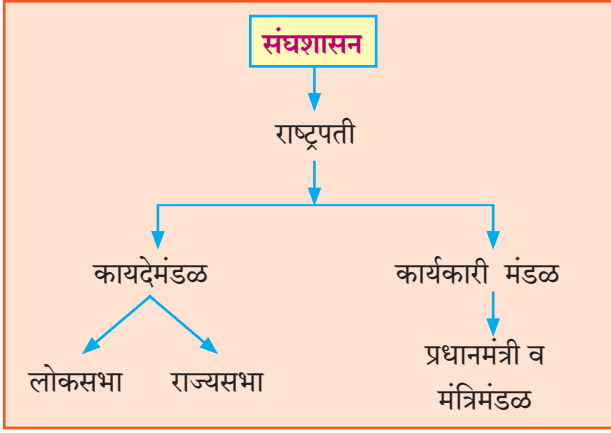 संघशासन
राष्ट्रपती
कायदेमंडळ
कार्यकारी मंडळ
लोकसभा
राज्यसभा
प्रधानमंत्री व
मंत्रिमंडळ